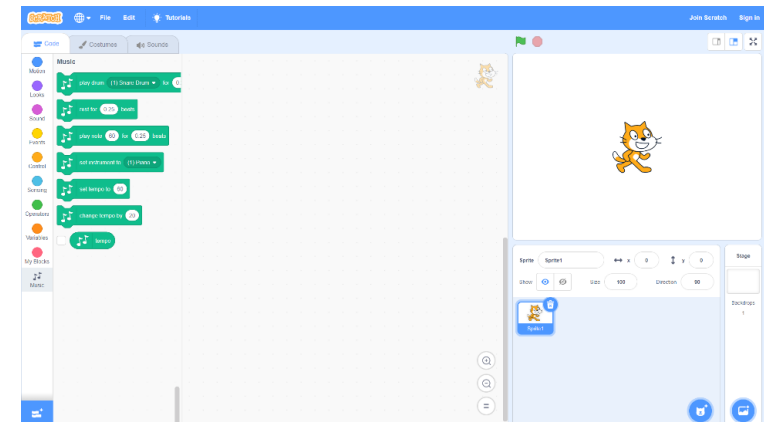 SCRATCH File Edit Tutorials Join Scratch Sign in
Code Costumes Sounds
Music
Motion
Looks
Sound
Events
Control
Sensing
Operators
Variables
My Blocks
Music
play drum (1) Snare Drum for 0
rest for 0.25 beats
play note 60 for 0.25 beats
set instrument to (1) Piano
set tempo to 60
change tempo by 20
tempo
Sprite Sprite1 x 0 y 0
Show Size 100 Direction 90
Sprite1
Stage
Backdrops
1